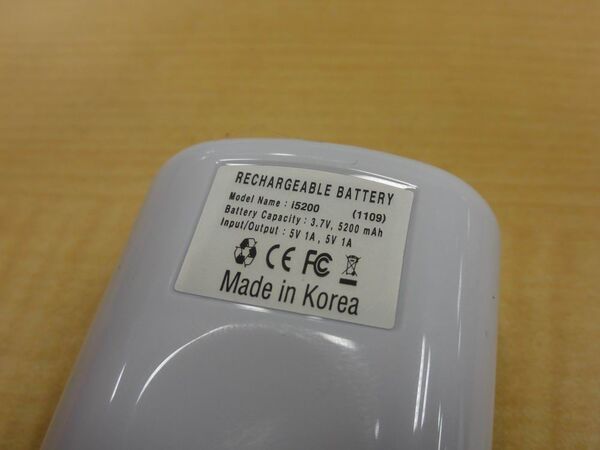 RECHARGEABLE BATTERY
Model Name : i5200 (1109)
Battery Capacity : 3.7V, 5200 mAh
Input/Output : 5V 1A , 5V 1A
CE FC
Made in Korea